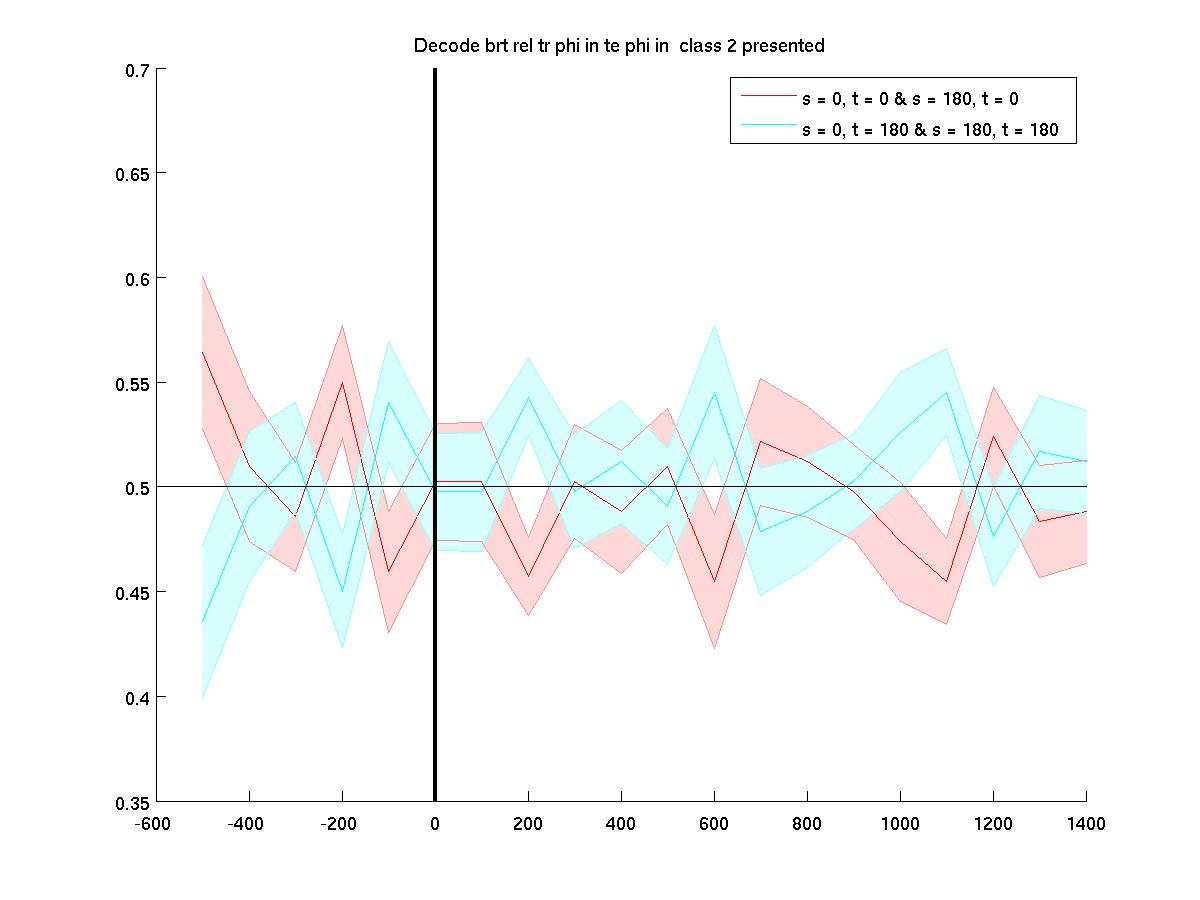 Decode brt rel tr phi in te phi in  class 2 presented
s = 0, t = 0 & s = 180, t = 0
s = 0, t = 180 & s = 180, t = 180
0.7
0.65
0.6
0.55
0.5
0.45
0.4
0.35
-600 -400 -200 0 200 400 600 800 1000 1200 1400